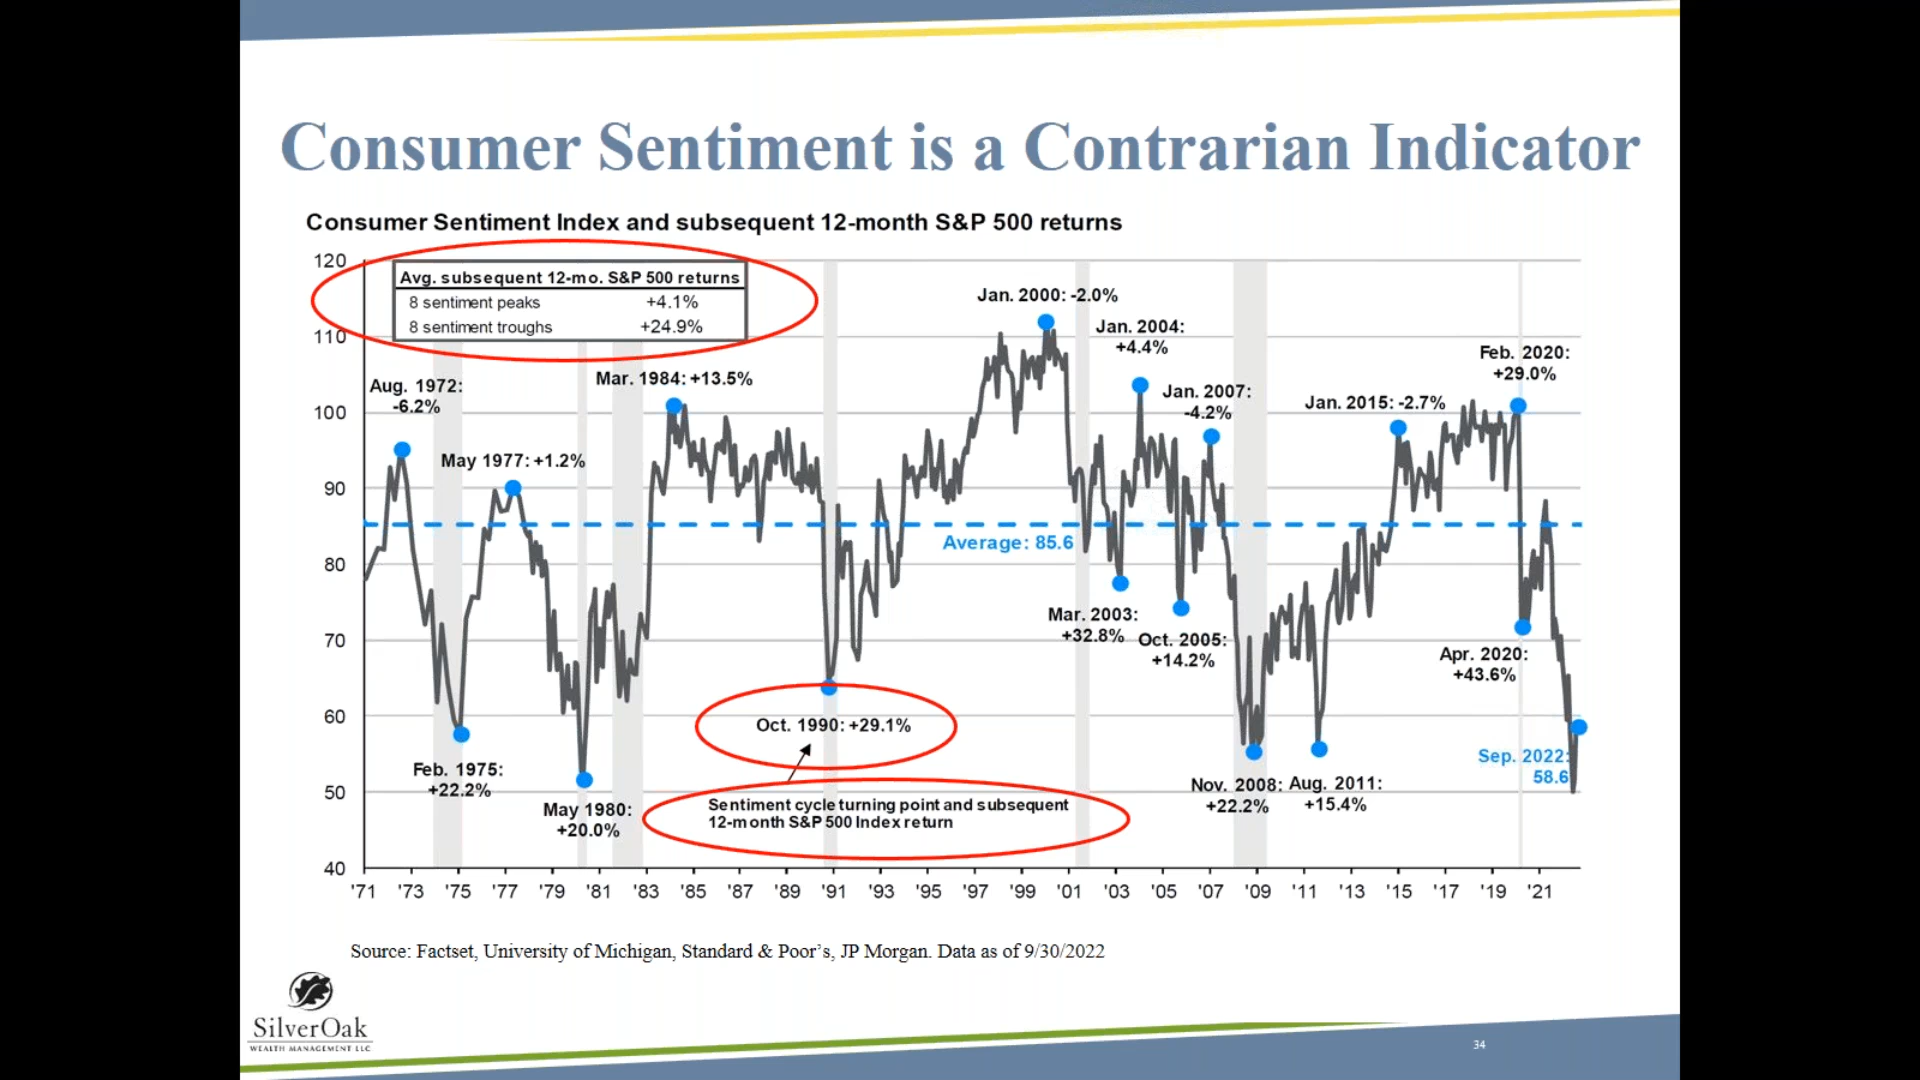 Consumer Sentiment is a Contrarian Indicator
Consumer Sentiment Index and subsequent 12-month S&P 500 returns
120
110
100
90
80
70
60
50
40
Avg. subsequent 12-mo. S&P 500 returns
8 sentiment peaks +4.1%
8 sentiment troughs +24.9%
Aug. 1972:
-6.2%
May 1977: +1.2%
Mar. 1984: +13.5%
Jan. 2000: -2.0%
Jan. 2004:
+4.4%
Jan. 2007:
-4.2%
Jan. 2015: -2.7%
Feb. 2020:
+29.0%
Average: 85.6
Feb. 1975:
+22.2%
May 1980:
+20.0%
Oct. 1990: +29.1%
Sentiment cycle turning point and subsequent
12-month S&P 500 Index return
Mar. 2003:
+32.8%
Oct. 2005:
+14.2%
Nov. 2008:
+22.2%
Aug. 2011:
+15.4%
Apr. 2020:
+43.6%
Sep. 2022:
58.6
'71 '73 '75 '77 '79 '81 '83 '85 '87 '89 '91 '93 '95 '97 '99 '01 '03 '05 '07 '09 '11 '13 '15 '17 '19 '21
Source: Factset, University of Michigan, Standard & Poor’s, JP Morgan. Data as of 9/30/2022
SilverOak
WEALTH MANAGEMENT LLC
34